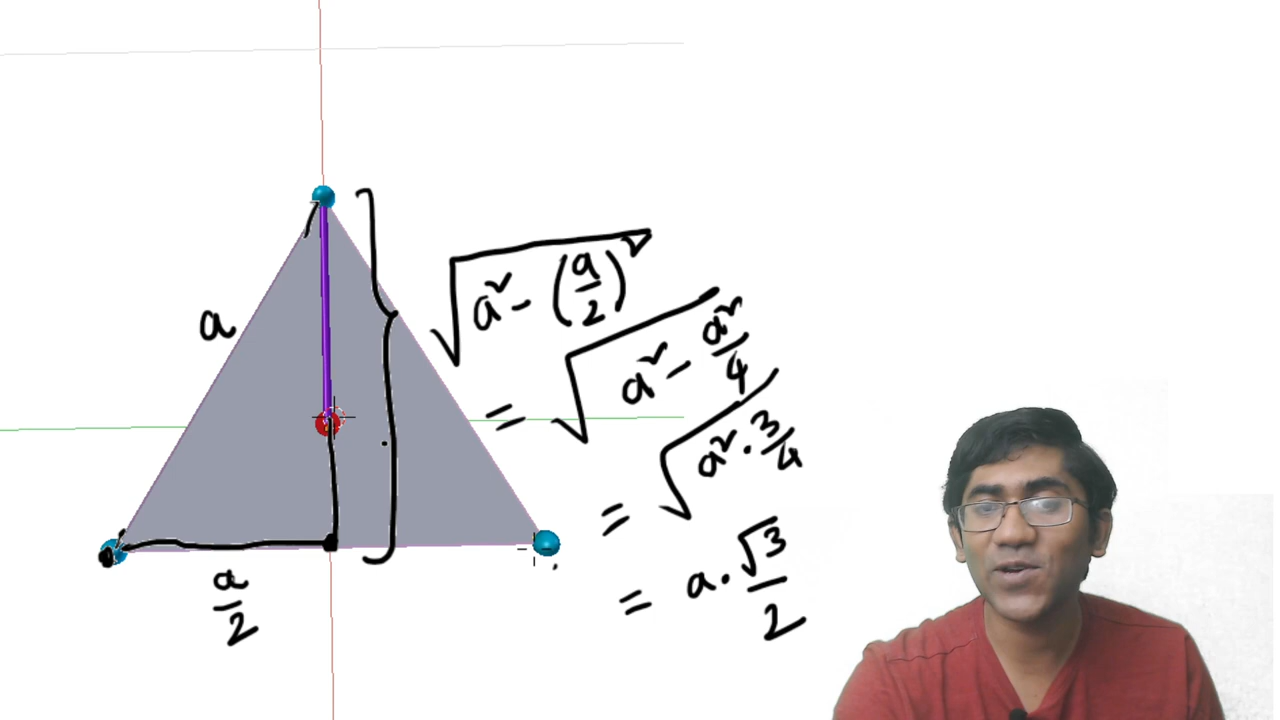 a
a/2
√(a² - (a/2)²)
= √(a² - a²/4)
= √(a² · 3/4)
= a · √3/2